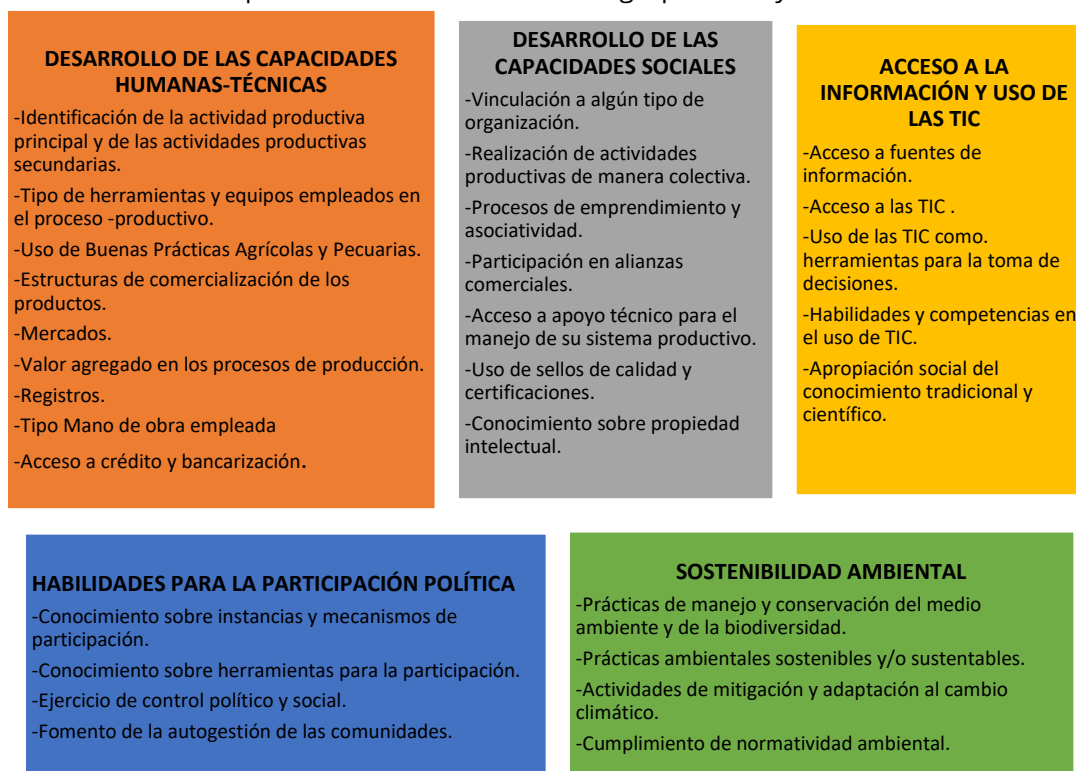 DESARROLLO DE LAS CAPACIDADES
HUMANAS-TÉCNICAS
-Identificación de la actividad productiva
principal y de las actividades productivas
secundarias.
-Tipo de herramientas y equipos empleados en
el proceso -productivo.
-Uso de Buenas Prácticas Agrícolas y Pecuarias.
-Estructuras de comercialización de los
productos.
-Mercados.
-Valor agregado en los procesos de producción.
-Registros.
-Tipo Mano de obra empleada
-Acceso a crédito y bancarización.
DESARROLLO DE LAS
CAPACIDADES SOCIALES
-Vinculación a algún tipo de
organización.
-Realización de actividades
productivas de manera colectiva.
-Procesos de emprendimiento y
asociatividad.
-Participación en alianzas
comerciales.
-Acceso a apoyo técnico para el
manejo de su sistema productivo.
-Uso de sellos de calidad y
certificaciones.
-Conocimiento sobre propiedad
intelectual.
ACCESO A LA
INFORMACIÓN Y USO DE
LAS TIC
-Acceso a fuentes de
información.
-Acceso a las TIC .
-Uso de las TIC como.
herramientas para la toma de
decisiones.
-Habilidades y competencias en
el uso de TIC.
-Apropiación social del
conocimiento tradicional y
científico.
HABILIDADES PARA LA PARTICIPACIÓN POLÍTICA
-Conocimiento sobre instancias y mecanismos de
participación.
-Conocimiento sobre herramientas para la participación.
-Ejercicio de control político y social.
-Fomento de la autogestión de las comunidades.
SOSTENIBILIDAD AMBIENTAL
-Prácticas de manejo y conservación del medio
ambiente y de la biodiversidad.
-Prácticas ambientales sostenibles y/o sustentables.
-Actividades de mitigación y adaptación al cambio
climático.
-Cumplimiento de normatividad ambiental.